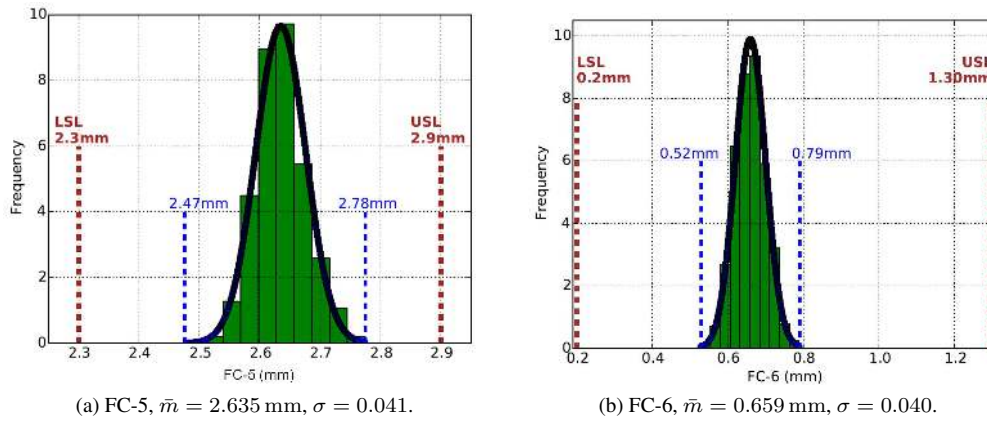 10
8
6
4
2
0
Frequency
LSL
2.3mm
USL
2.9mm
2.47mm
2.78mm
2.3 2.4 2.5 2.6 2.7 2.8 2.9
FC-5 (mm)
(a) FC-5, m̄ = 2.635 mm, σ = 0.041.
10
8
6
4
2
0
Frequency
LSL
0.2mm
USL
1.30mm
0.52mm
0.79mm
0.2 0.4 0.6 0.8 1.0 1.2
FC-6 (mm)
(b) FC-6, m̄ = 0.659 mm, σ = 0.040.